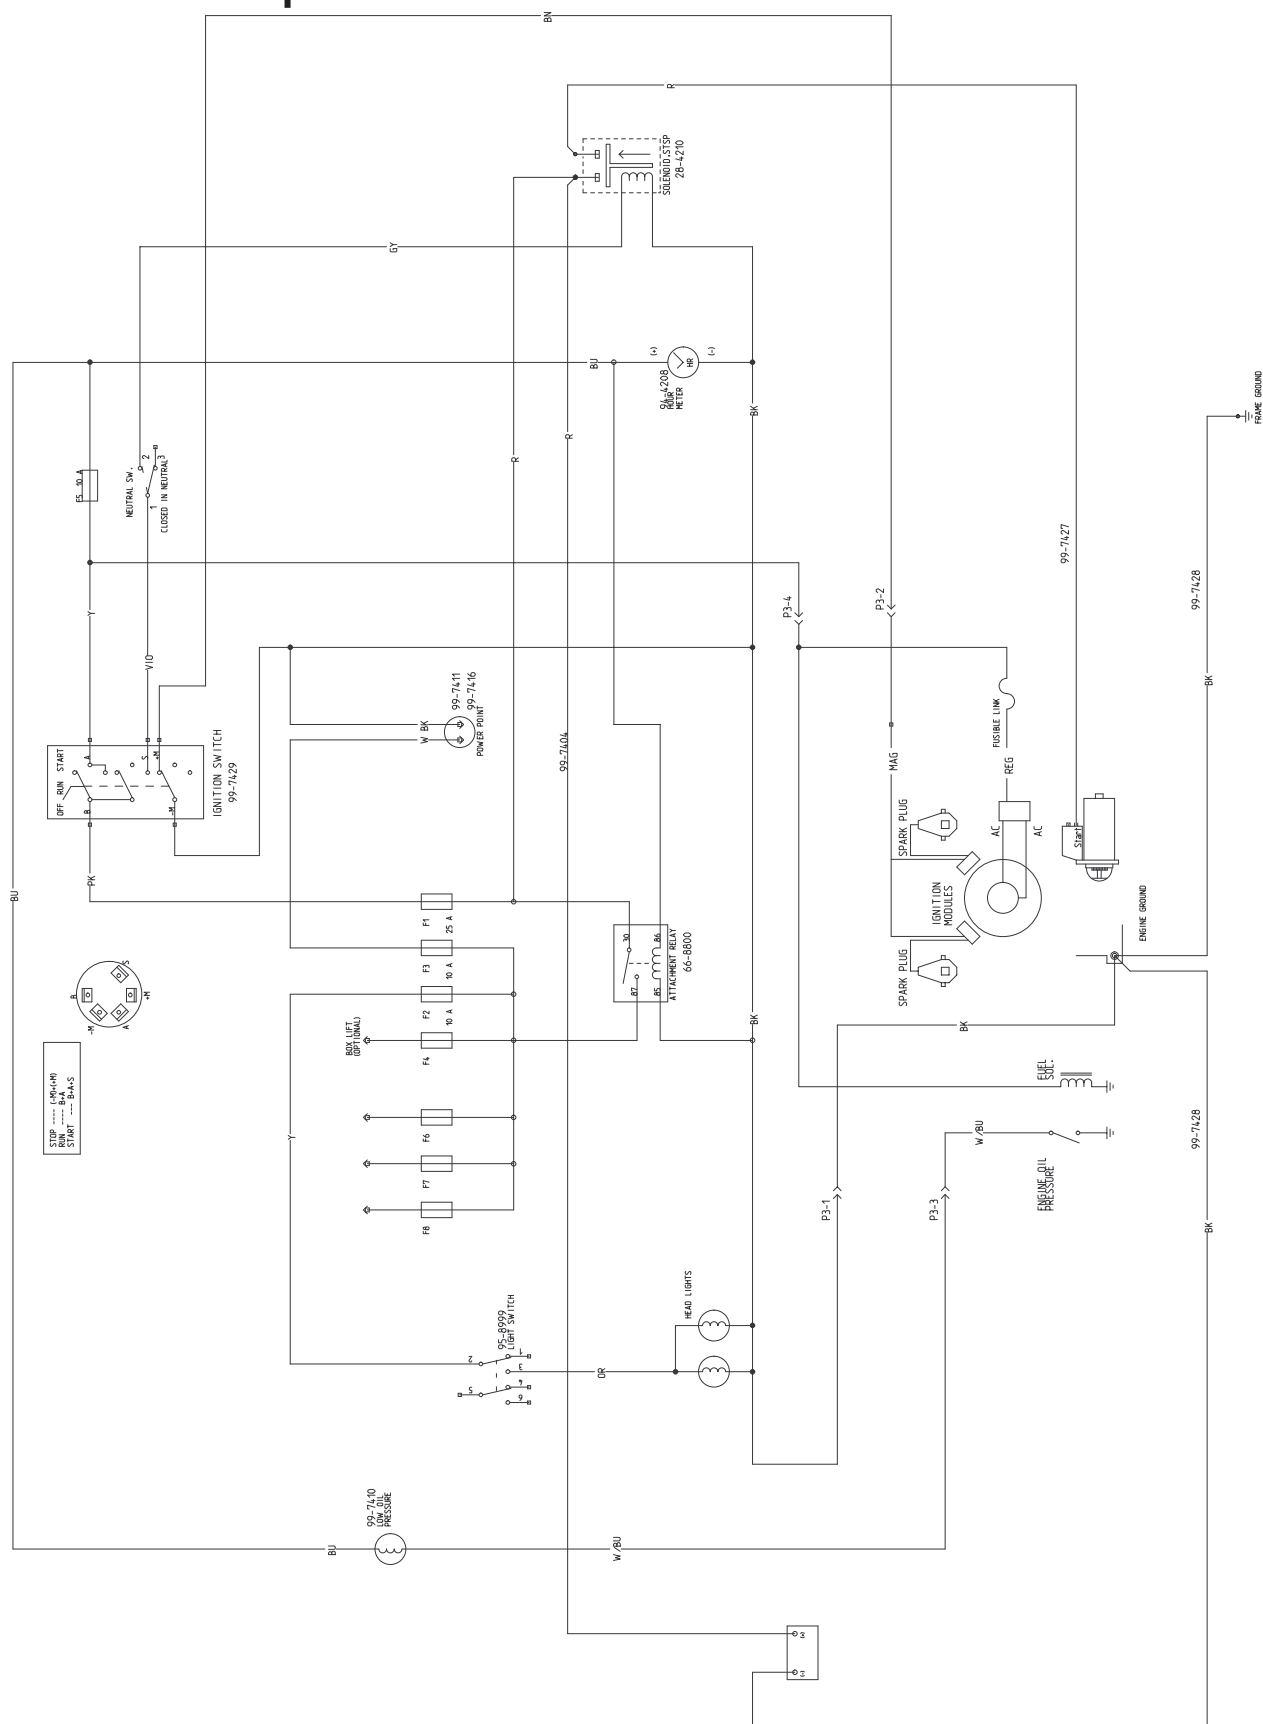 BN
R
SOLENOID,STSP
28-4210
GY
BU
(+)
HR
(-)
94-4208
HOUR
METER
BK
R
R
F5 10 A
NEUTRAL SW.
1
2
3
CLOSED IN NEUTRAL
FRAME GROUND
99-7427
99-7428
BK
P3-4
P3-2
Y
VIO
OFF RUN START
A
S
+M
B
-M
IGNITION SWITCH
99-7429
W BK
99-7411
99-7416
POWER POINT
99-7404
MAG
FUSIBLE LINK
REG
AC
AC
SPARK PLUG
IGNITION
MODULES
SPARK PLUG
Start
ENGINE GROUND
BU
PK
F1
25 A
F3
10 A
F2
10 A
F4
BOX LIFT
(OPTIONAL)
F6
F7
F8
30
86
87
85
ATTACHMENT RELAY
66-8800
BK
BK
B
S
-M
+M
A
STOP ---- (-M)+(+M)
RUN ---- B+A
START --- B+A+S
Y
FUEL
SOL.
W/BU
ENGINE OIL
PRESSURE
99-7428
BK
P3-1
P3-3
HEAD LIGHTS
95-8999
LIGHT SWITCH
2
1
3
4
5
6
OR
99-7410
LOW OIL
PRESSURE
BU
W/BU
(+)
(-)